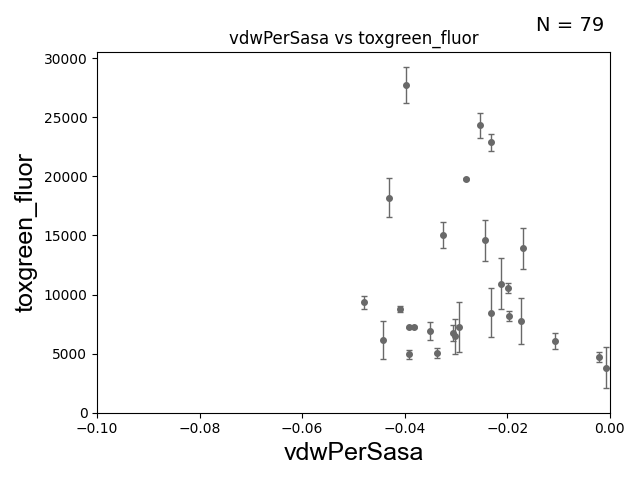 N = 79
vdwPerSasa vs toxgreen_fluor
30000
25000
20000
15000
10000
5000
0
toxgreen_fluor
−0.10 −0.08 −0.06 −0.04 −0.02 0.00
vdwPerSasa